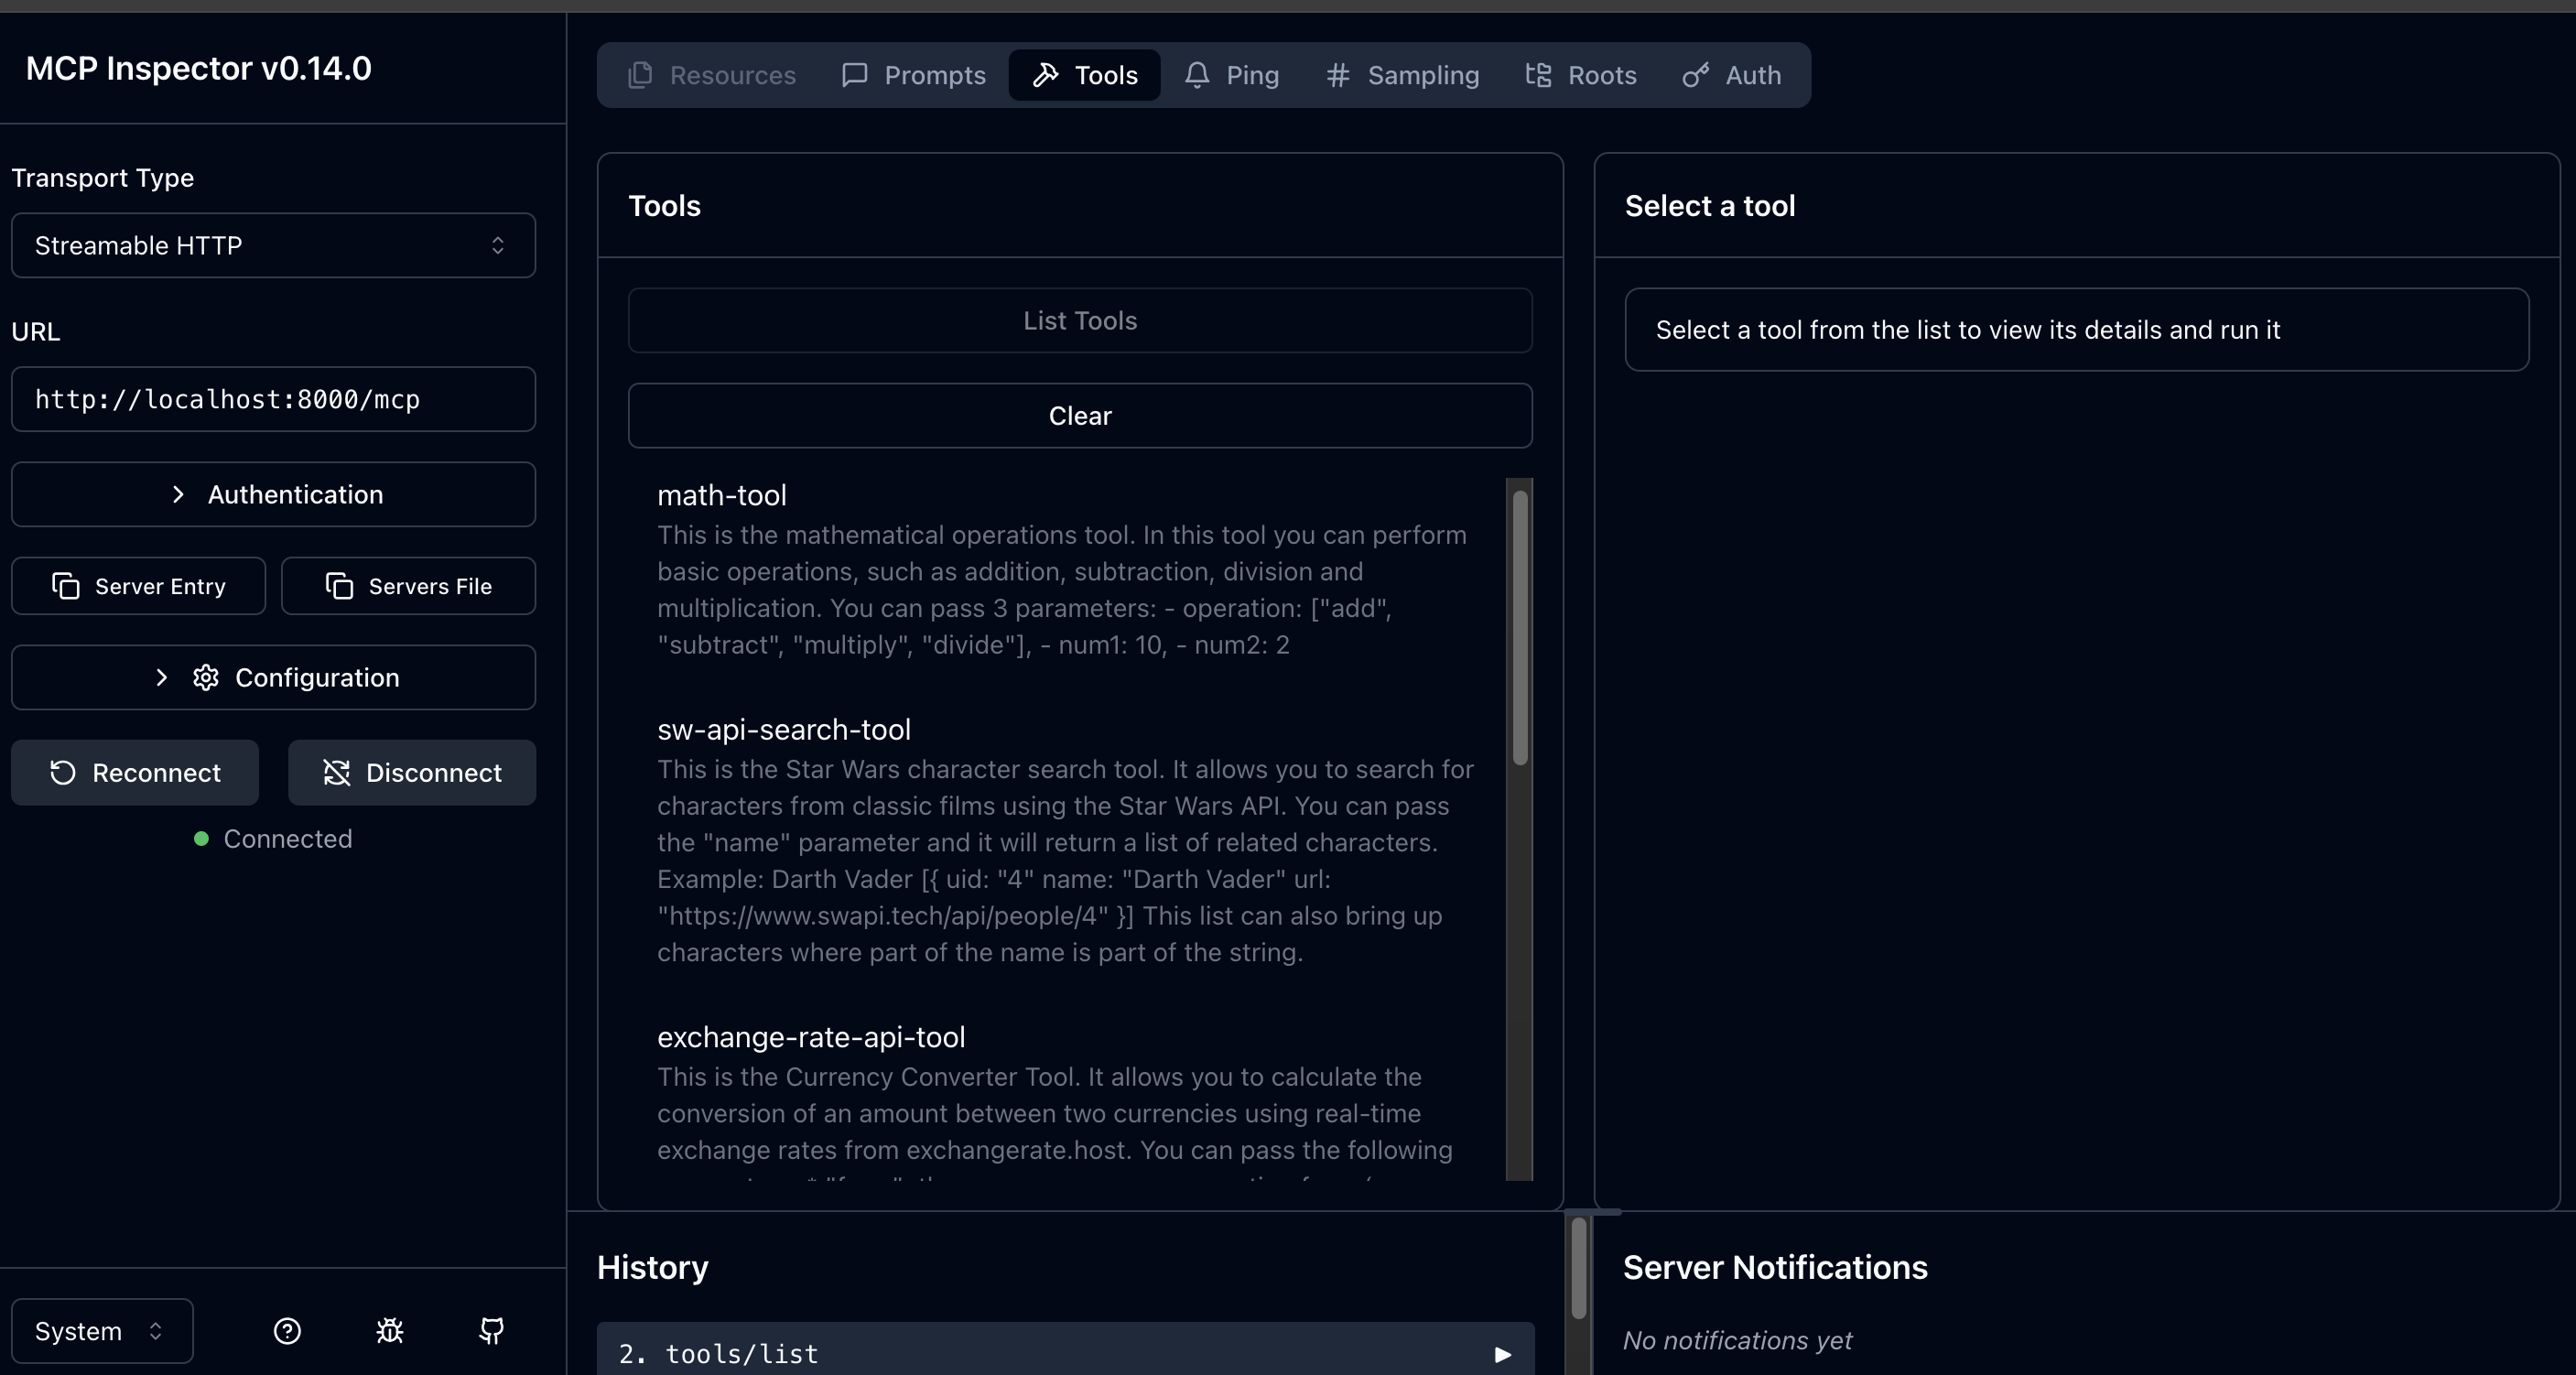 MCP Inspector v0.14.0
Transport Type
Streamable HTTP
URL
http://localhost:8000/mcp
Authentication
Server Entry
Servers File
Configuration
Reconnect
Disconnect
Connected
System
Resources
Prompts
Tools
Ping
Sampling
Roots
Auth
Tools
List Tools
Clear
math-tool
This is the mathematical operations tool. In this tool you can perform
basic operations, such as addition, subtraction, division and
multiplication. You can pass 3 parameters: - operation: ["add",
"subtract", "multiply", "divide"], - num1: 10, - num2: 2
sw-api-search-tool
This is the Star Wars character search tool. It allows you to search for
characters from classic films using the Star Wars API. You can pass
the "name" parameter and it will return a list of related characters.
Example: Darth Vader [{ uid: "4" name: "Darth Vader" url:
"https://www.swapi.tech/api/people/4" }] This list can also bring up
characters where part of the name is part of the string.
exchange-rate-api-tool
This is the Currency Converter Tool. It allows you to calculate the
conversion of an amount between two currencies using real-time
exchange rates from exchangerate.host. You can pass the following
Select a tool
Select a tool from the list to view its details and run it
History
2. tools/list
Server Notifications
No notifications yet